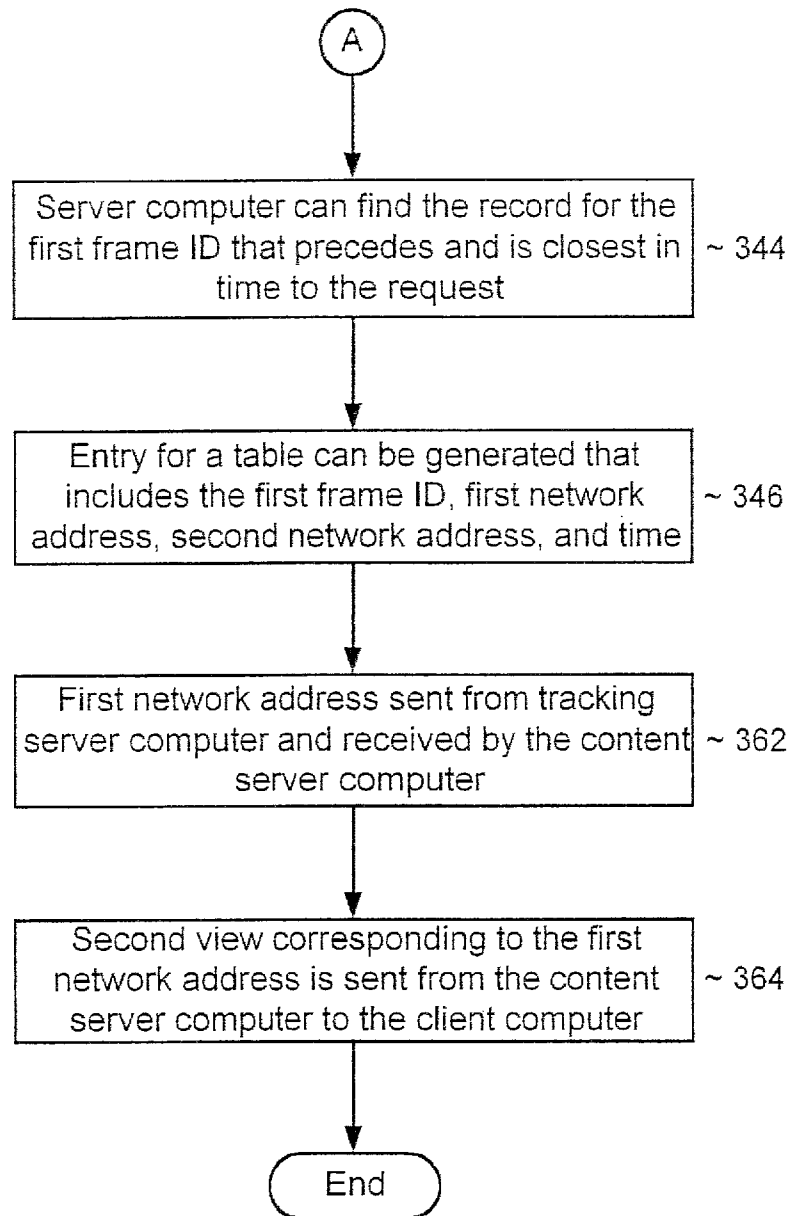 A
Server computer can find the record for the
first frame ID that precedes and is closest in
time to the request
~ 344
Entry for a table can be generated that
includes the first frame ID, first network
address, second network address, and time
~ 346
First network address sent from tracking
server computer and received by the content
server computer
~ 362
Second view corresponding to the first
network address is sent from the content
server computer to the client computer
~ 364
End